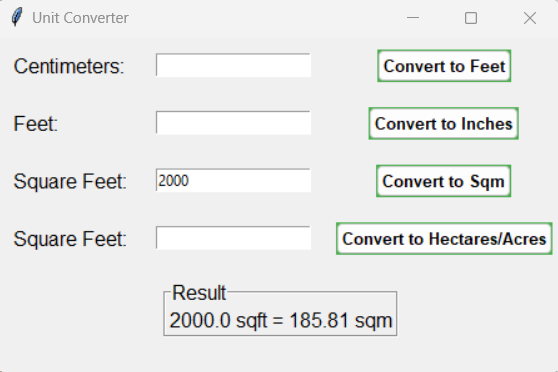 Unit Converter
Centimeters: Convert to Feet
Feet: Convert to Inches
Square Feet: 2000 Convert to Sqm
Square Feet: Convert to Hectares/Acres
Result
2000.0 sqft = 185.81 sqm